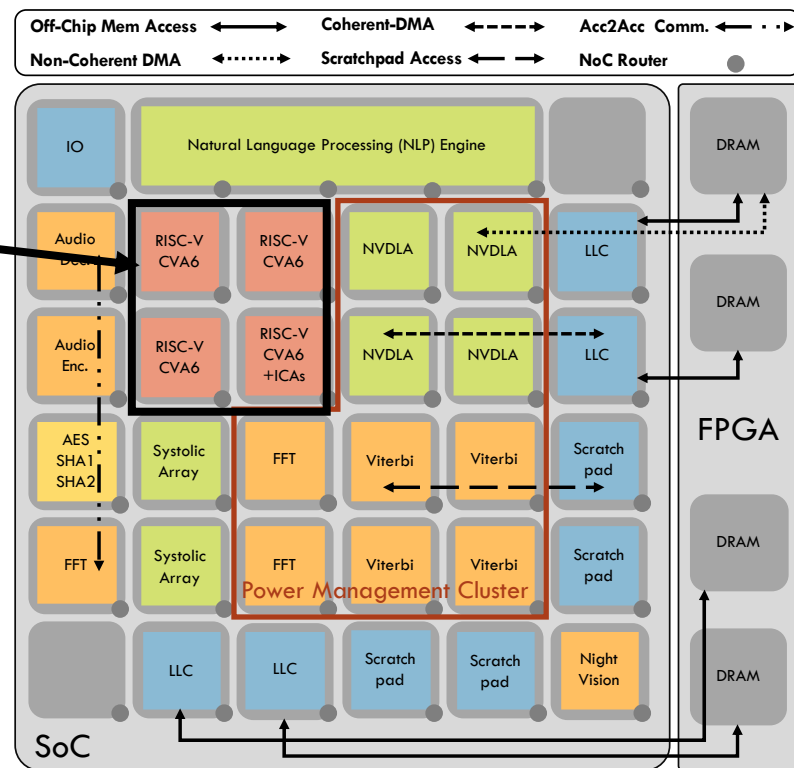 Off-Chip Mem Access
Coherent-DMA
Acc2Acc Comm.
Non-Coherent DMA
Scratchpad Access
NoC Router
IO
Natural Language Processing (NLP) Engine
DRAM
Audio
Dec.
RISC-V
CVA6
RISC-V
CVA6
NVDLA
NVDLA
LLC
DRAM
Audio
Enc.
RISC-V
CVA6
RISC-V
CVA6
+ICAs
NVDLA
NVDLA
LLC
FPGA
AES
SHA1
SHA2
Systolic
Array
FFT
Viterbi
Viterbi
Scratch
pad
FFT
Systolic
Array
FFT
Viterbi
Viterbi
Scratch
pad
DRAM
Power Management Cluster
LLC
LLC
Scratch
pad
Scratch
pad
Night
Vision
DRAM
SoC